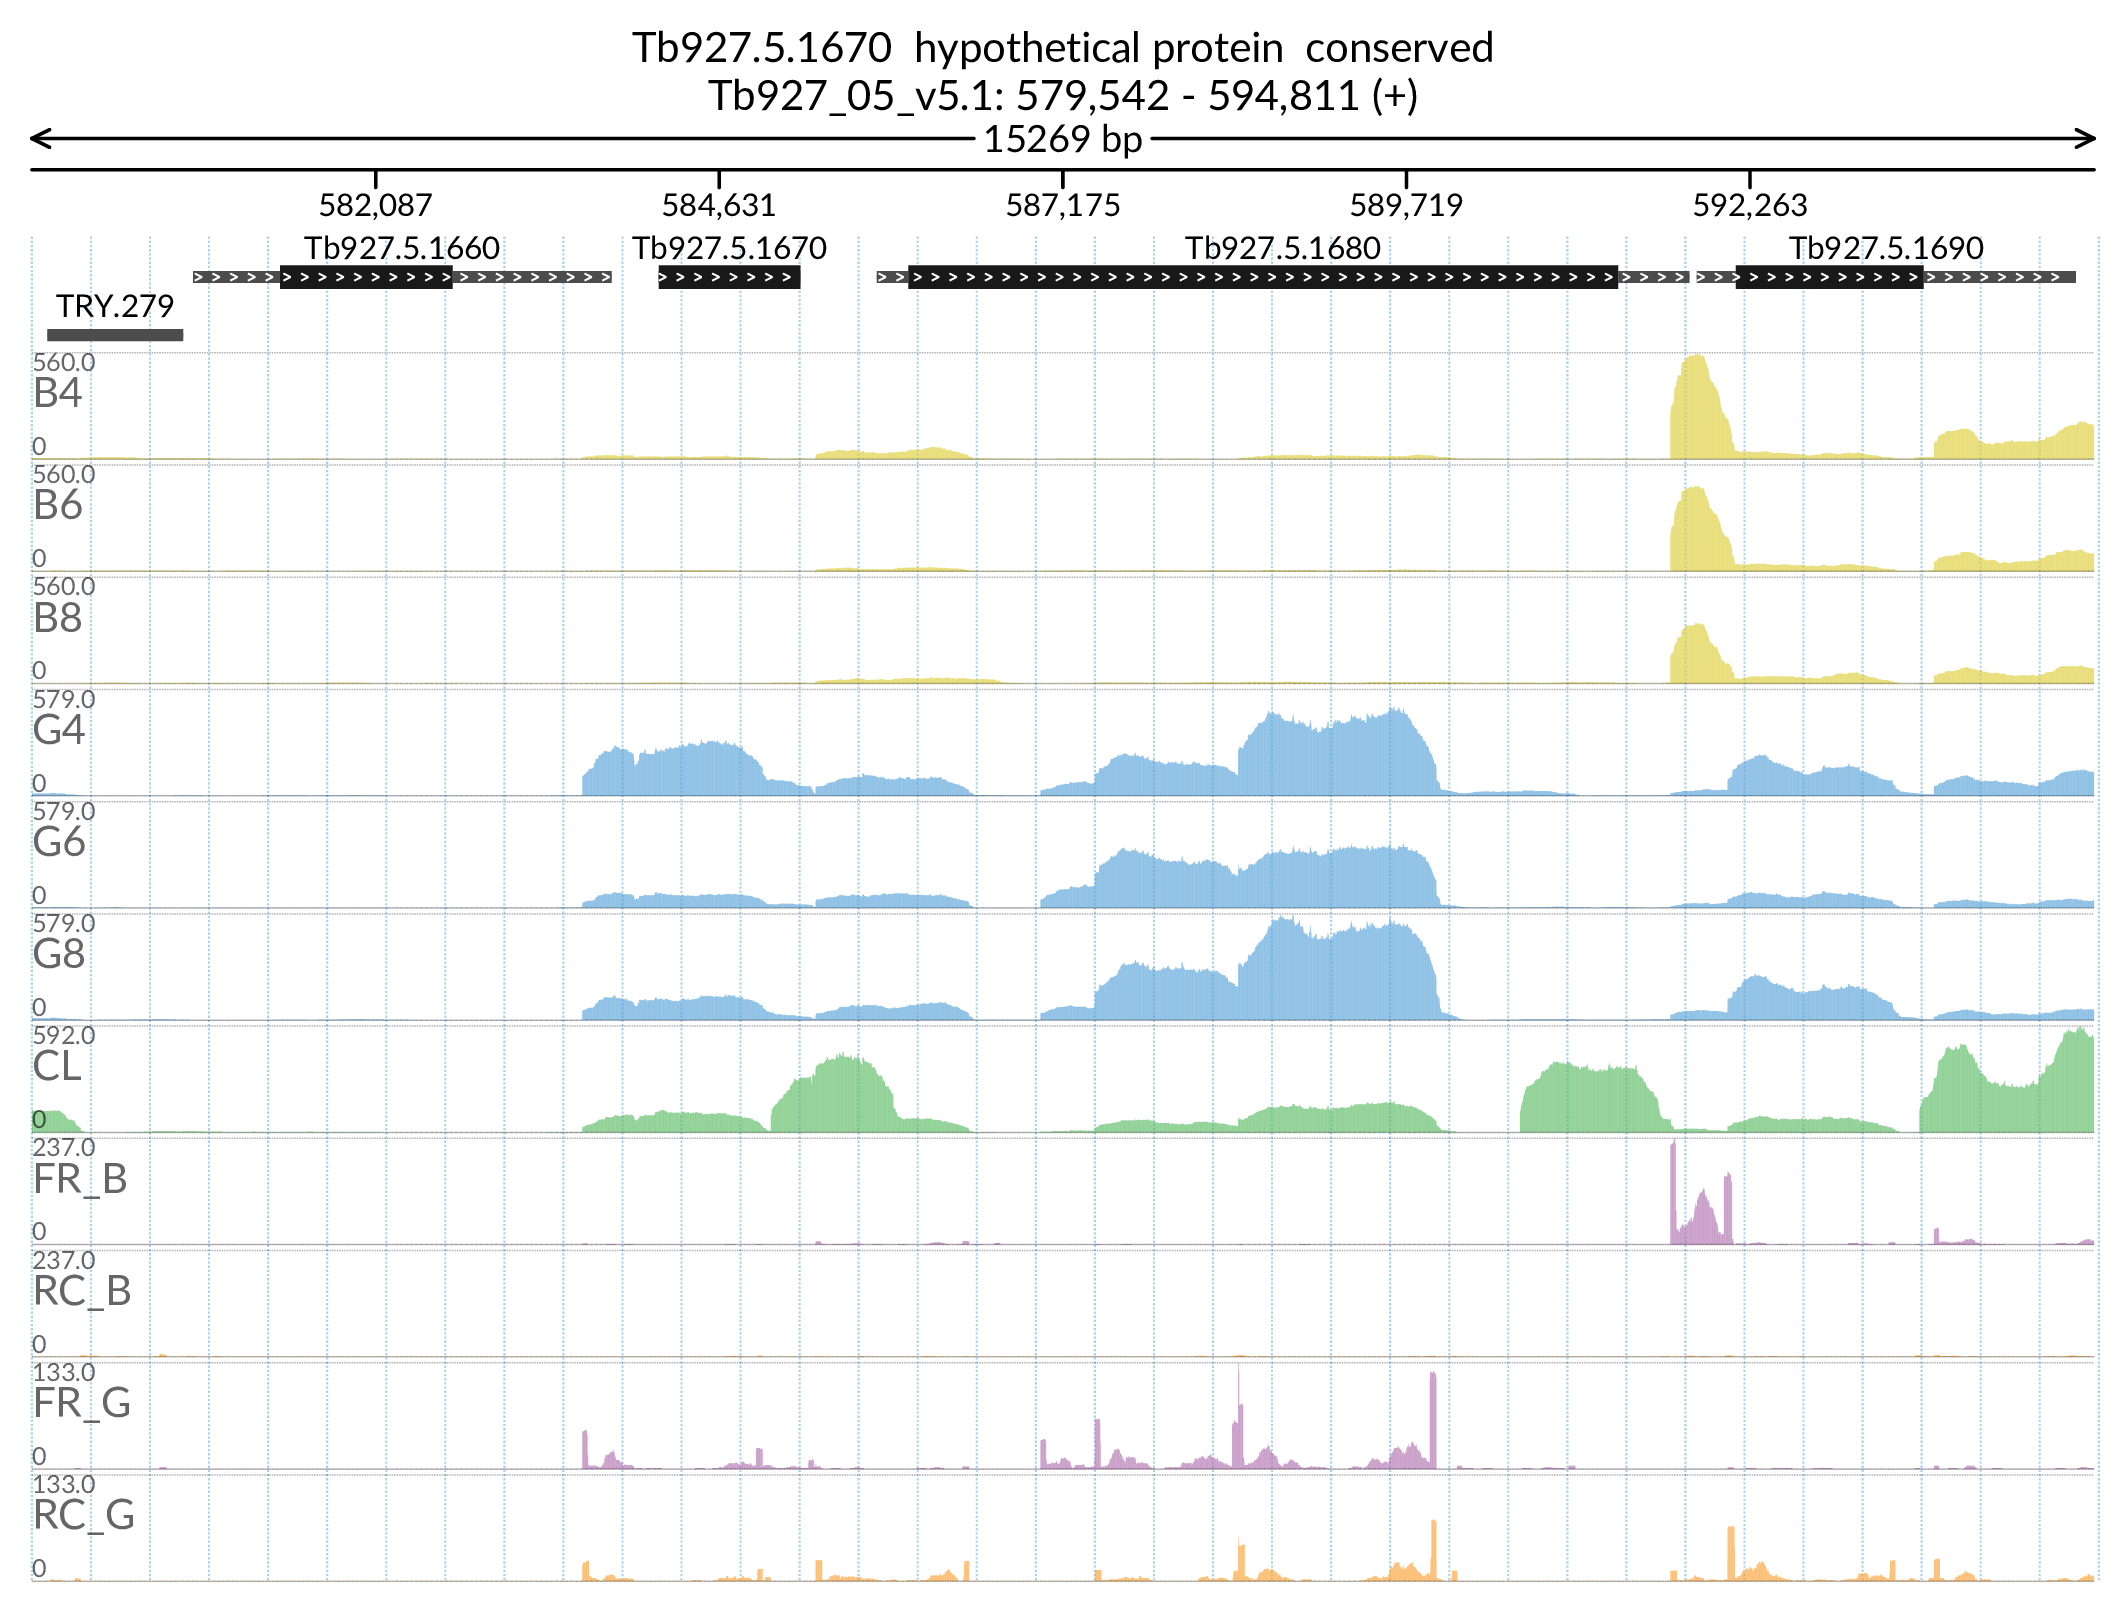 Tb927.5.1670  hypothetical protein  conserved
Tb927_05_v5.1: 579,542 - 594,811 (+)
15269 bp
582,087 584,631 587,175 589,719 592,263
Tb927.5.1660 Tb927.5.1670 Tb927.5.1680 Tb927.5.1690
TRY.279
560.0
B4
0
560.0
B6
0
560.0
B8
0
579.0
G4
0
579.0
G6
0
579.0
G8
0
592.0
CL
0
237.0
FR_B
0
237.0
RC_B
0
133.0
FR_G
0
133.0
RC_G
0